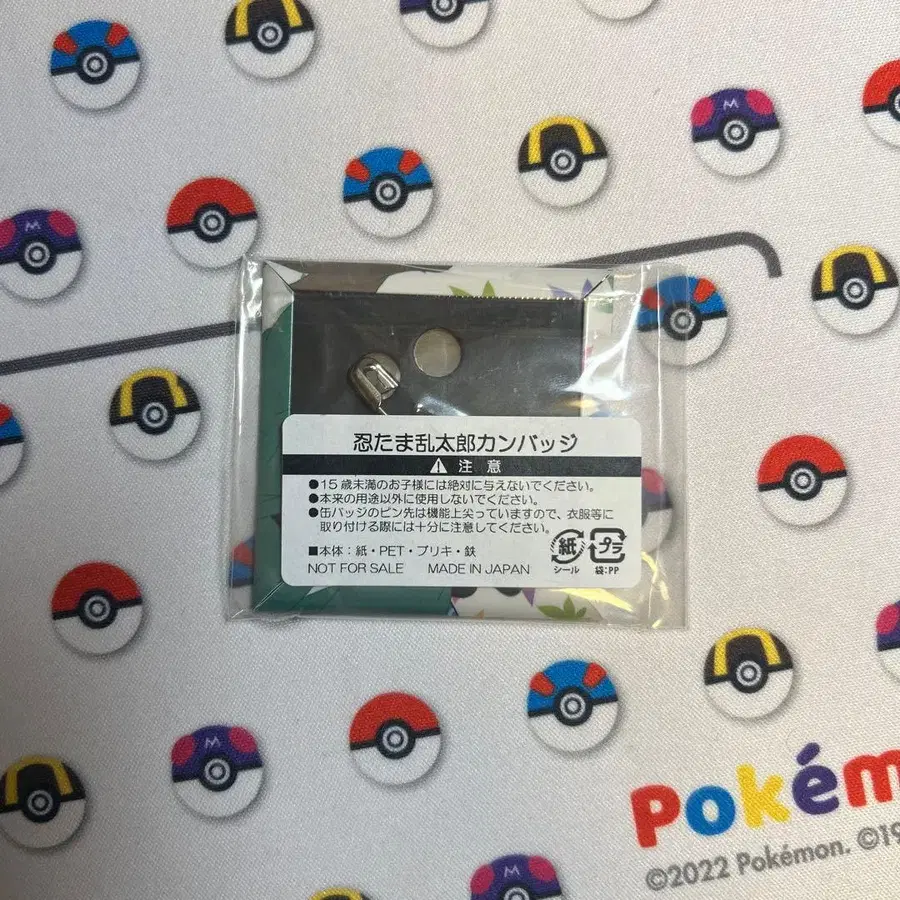 忍たま乱太郎カンバッジ
注意
●15歳未満のお子様には絶対に与えないでください。
●本来の用途以外に使用しないでください。
●缶バッジのピン先は機能上尖っていますので、衣服等に
取り付ける際には十分に注意してください。
■本体：紙・PET・ブリキ・鉄
NOT FOR SALE MADE IN JAPAN
紙
シール
プラ
袋：PP
Pokém
©2022 Pokémon. ©19